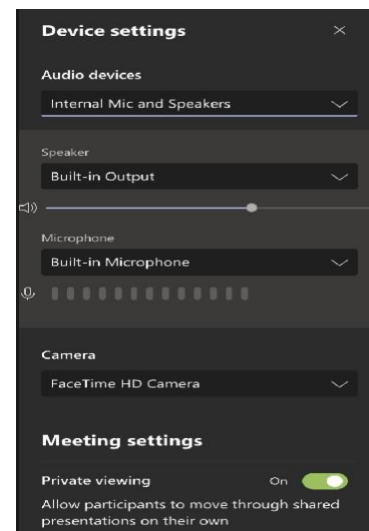 Device settings
Audio devices
Internal Mic and Speakers
Speaker
Built-in Output
Microphone
Built-in Microphone
Camera
FaceTime HD Camera
Meeting settings
Private viewing On
Allow participants to move through shared
presentations on their own